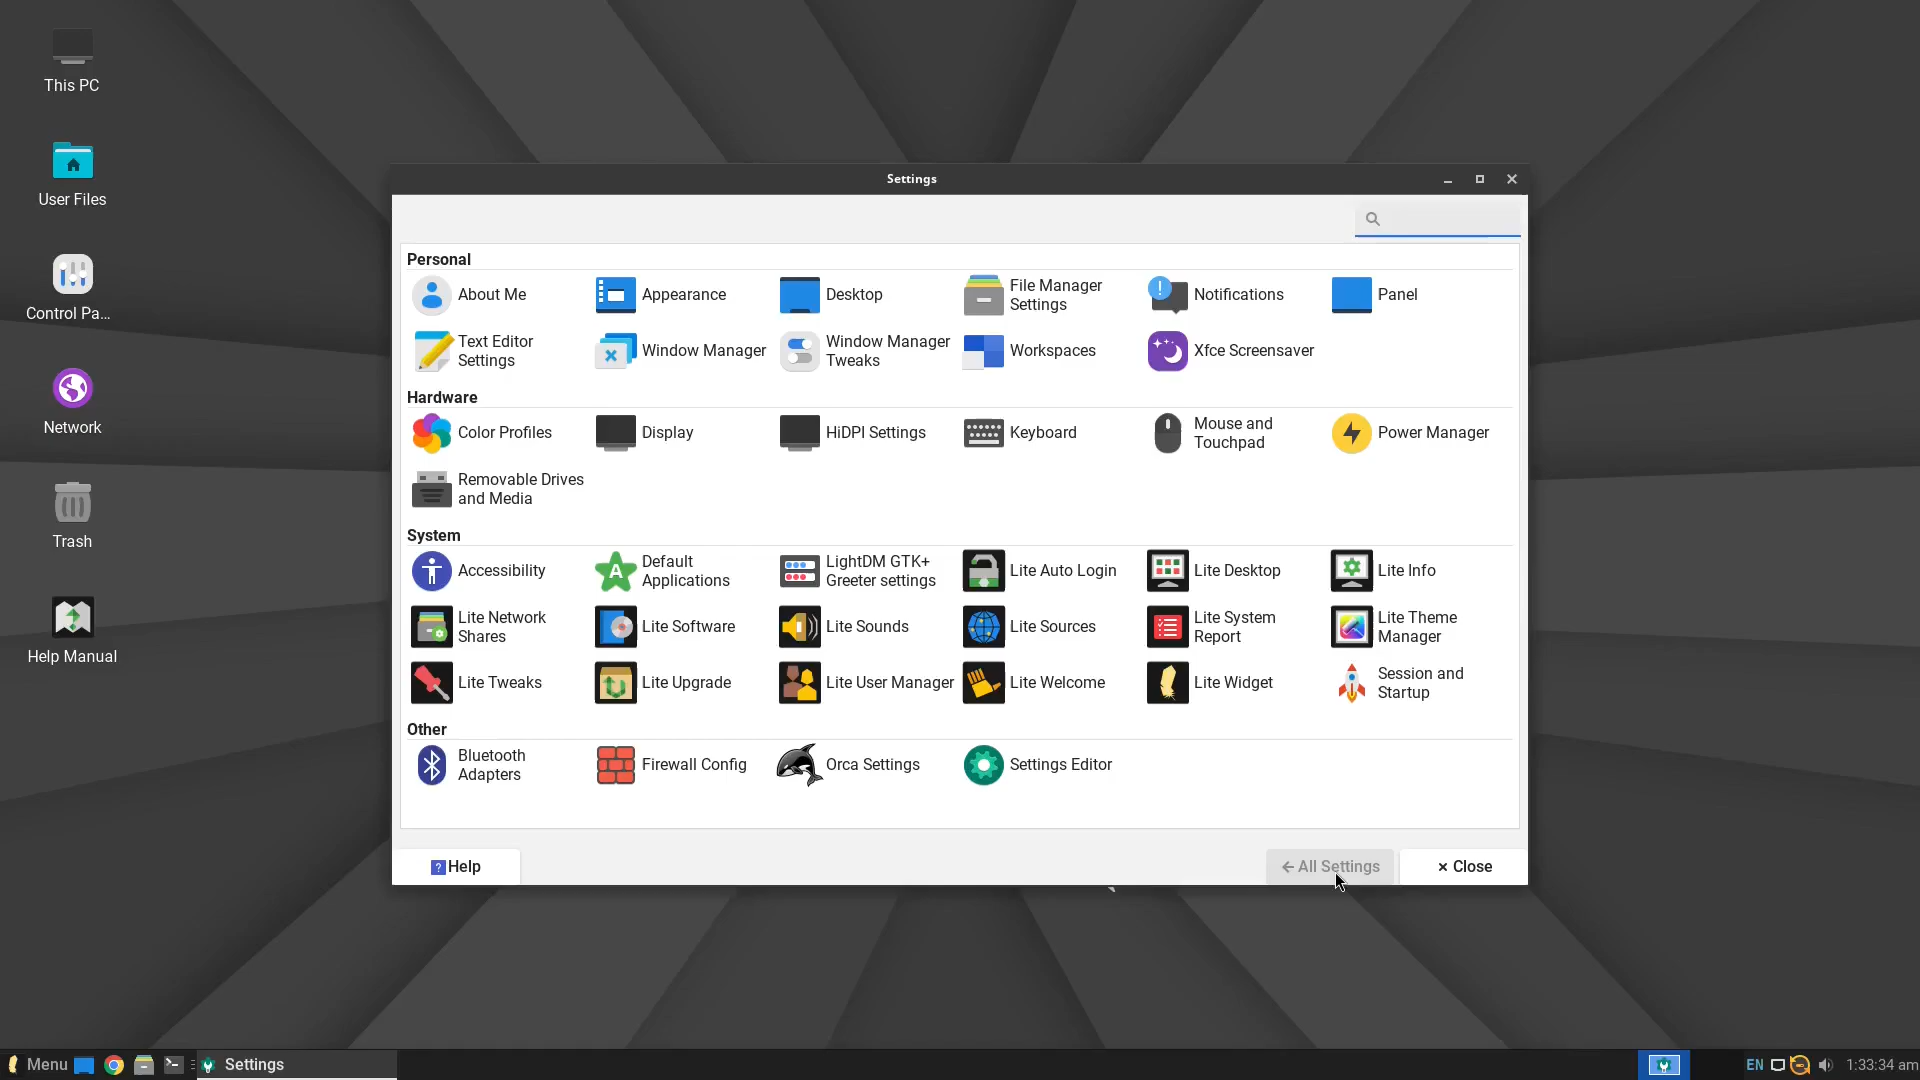 Settings
This PC
User Files
Control Pa...
Network
Trash
Help Manual
Personal
About Me
Appearance
Desktop
File Manager
Settings
Notifications
Panel
Text Editor
Settings
Window Manager
Window Manager
Tweaks
Workspaces
Xfce Screensaver
Hardware
Color Profiles
Display
HiDPI Settings
Keyboard
Mouse and
Touchpad
Power Manager
Removable Drives
and Media
System
Accessibility
Default
Applications
LightDM GTK+
Greeter settings
Lite Auto Login
Lite Desktop
Lite Info
Lite Network
Shares
Lite Software
Lite Sounds
Lite Sources
Lite System
Report
Lite Theme
Manager
Lite Tweaks
Lite Upgrade
Lite User Manager
Lite Welcome
Lite Widget
Session and
Startup
Other
Bluetooth
Adapters
Firewall Config
Orca Settings
Settings Editor
Help
All Settings
Close
Menu
Settings
EN
1:33:34 am